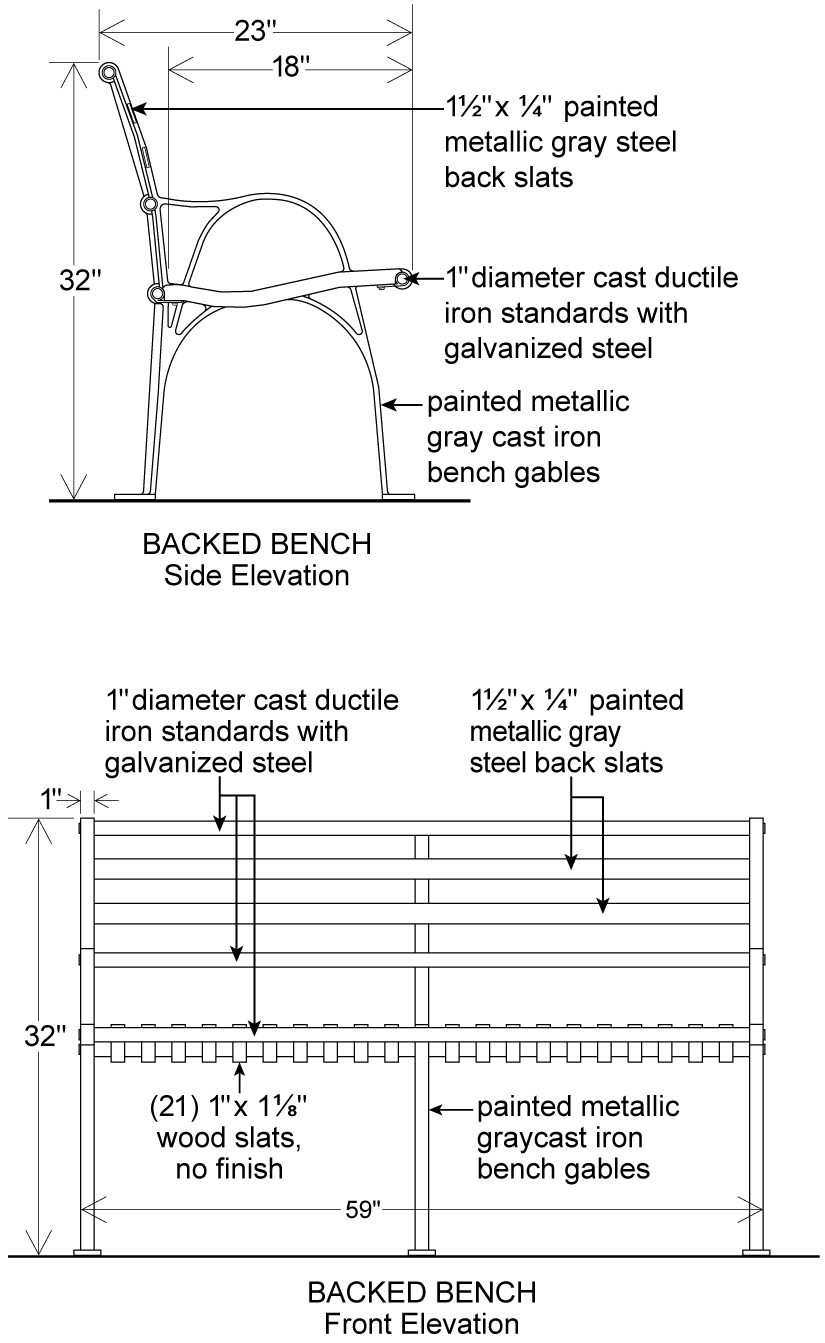 23"
18"
1½"x ¼" painted
metallic gray steel
back slats
32"
1"diameter cast ductile
iron standards with
galvanized steel
painted metallic
gray cast iron
bench gables
BACKED BENCH
Side Elevation
1"diameter cast ductile
iron standards with
galvanized steel
1½"x ¼" painted
metallic gray
steel back slats
1"
32"
(21) 1"x 1⅛"
wood slats,
no finish
painted metallic
graycast iron
bench gables
59"
BACKED BENCH
Front Elevation